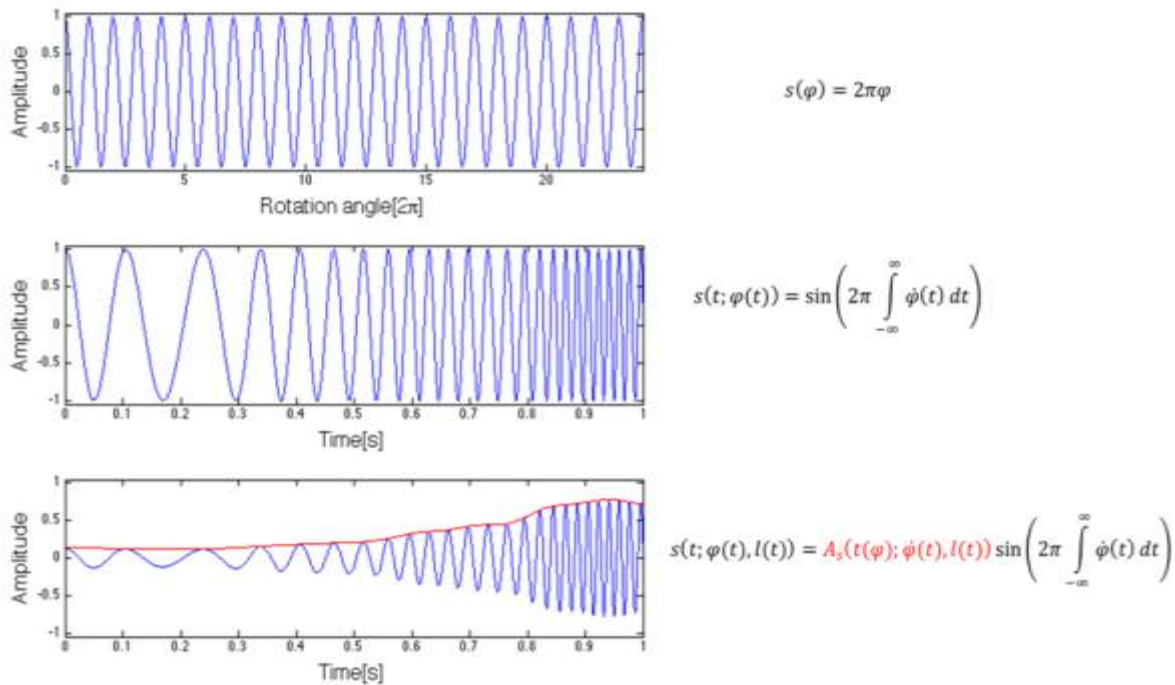 1
0.5
0
-0.5
-1
Amplitude
0 5 10 15 20
Rotation angle[2π]
s(φ) = 2πφ
1
0.5
0
-0.5
-1
Amplitude
0 0.1 0.2 0.3 0.4 0.5 0.6 0.7 0.8 0.9 1
Time[s]
s(t; φ(t)) = sin(2π ∫_{-∞}^{∞} φ̇(t) dt)
1
0.5
0
-0.5
-1
Amplitude
0 0.1 0.2 0.3 0.4 0.5 0.6 0.7 0.8 0.9 1
Time[s]
s(t; φ(t), l(t)) = A_s(t(φ); φ̇(t), l(t)) sin(2π ∫_{-∞}^{∞} φ̇(t) dt)